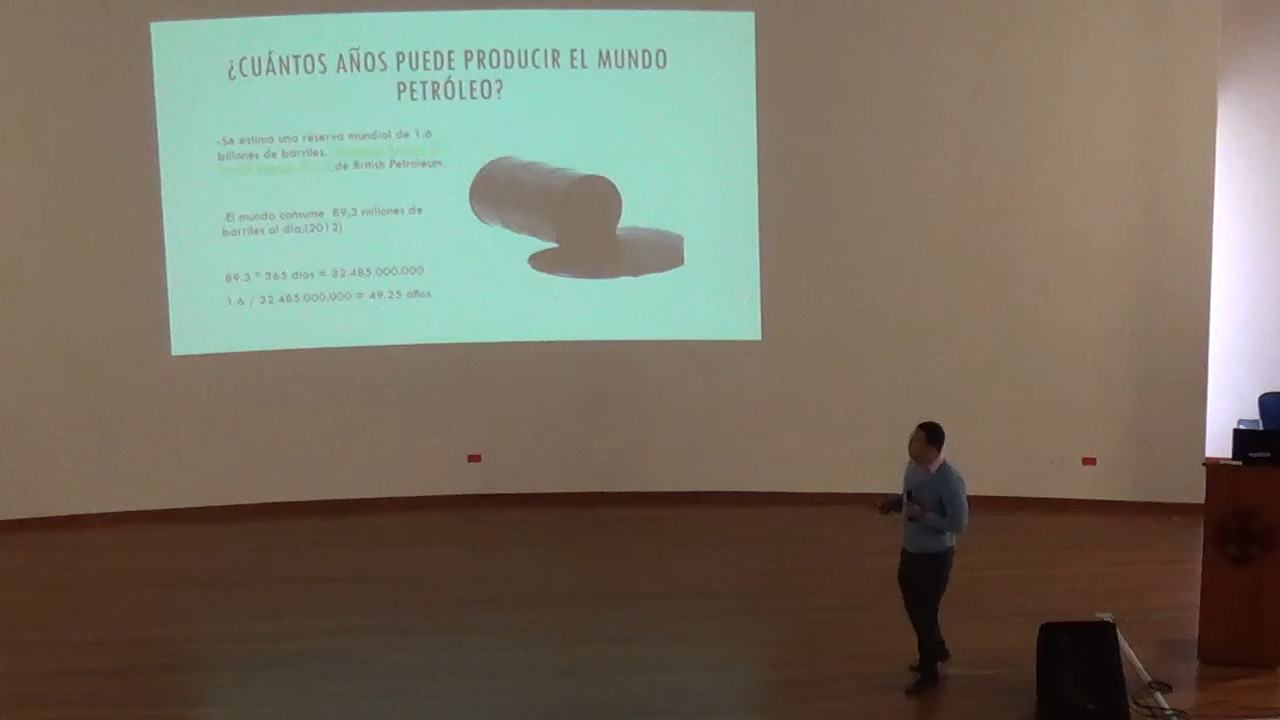 ¿CUÁNTOS AÑOS PUEDE PRODUCIR EL MUNDO
PETRÓLEO?
·Se estima una reserva mundial de 1.6
billones de barriles.
de British Petroleum.
·El mundo consume 89,3 millones de
barriles al día.(2012)
89.3 * 365 días = 32.485.000.000
1.6 / 32.485.000.000 = 49.25 años